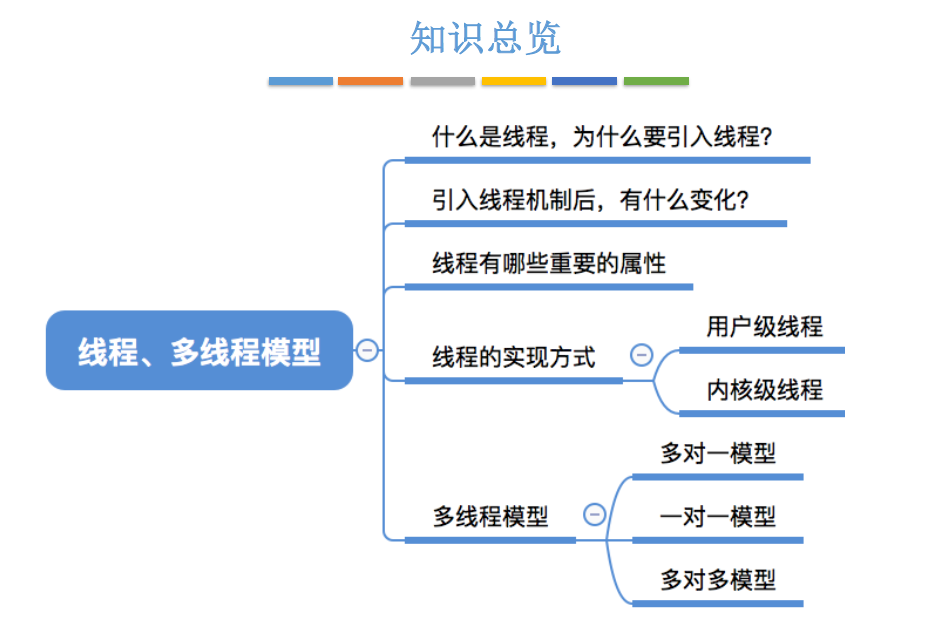 知识总览
什么是线程，为什么要引入线程？
引入线程机制后，有什么变化？
线程有哪些重要的属性
线程、多线程模型
线程的实现方式
用户级线程
内核级线程
多线程模型
多对一模型
一对一模型
多对多模型